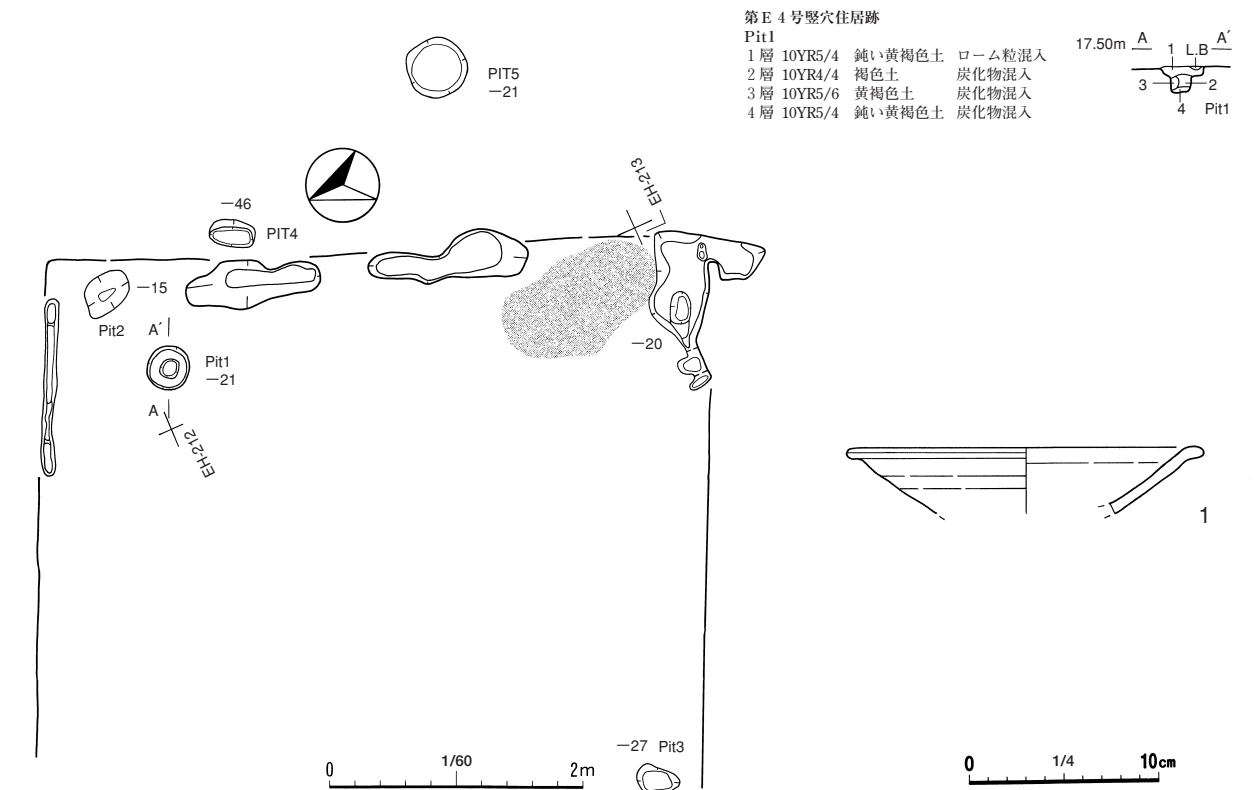 第E 4号竪穴住居跡
Pit1
1層 10YR5/4 鈍い黄褐色土 ローム粒混入
2層 10YR4/4 褐色土 炭化物混入
3層 10YR5/6 黄褐色土 炭化物混入
4層 10YR5/4 鈍い黄褐色土 炭化物混入
17.50m A A´
1 L.B
3 2
4 Pit1
PIT5
−21
EH-213
−46
PIT4
−15
Pit2
A´
Pit1
−21
A
EH-212
−20
1
−27 Pit3
0 1/60 2m
0 1/4 10cm